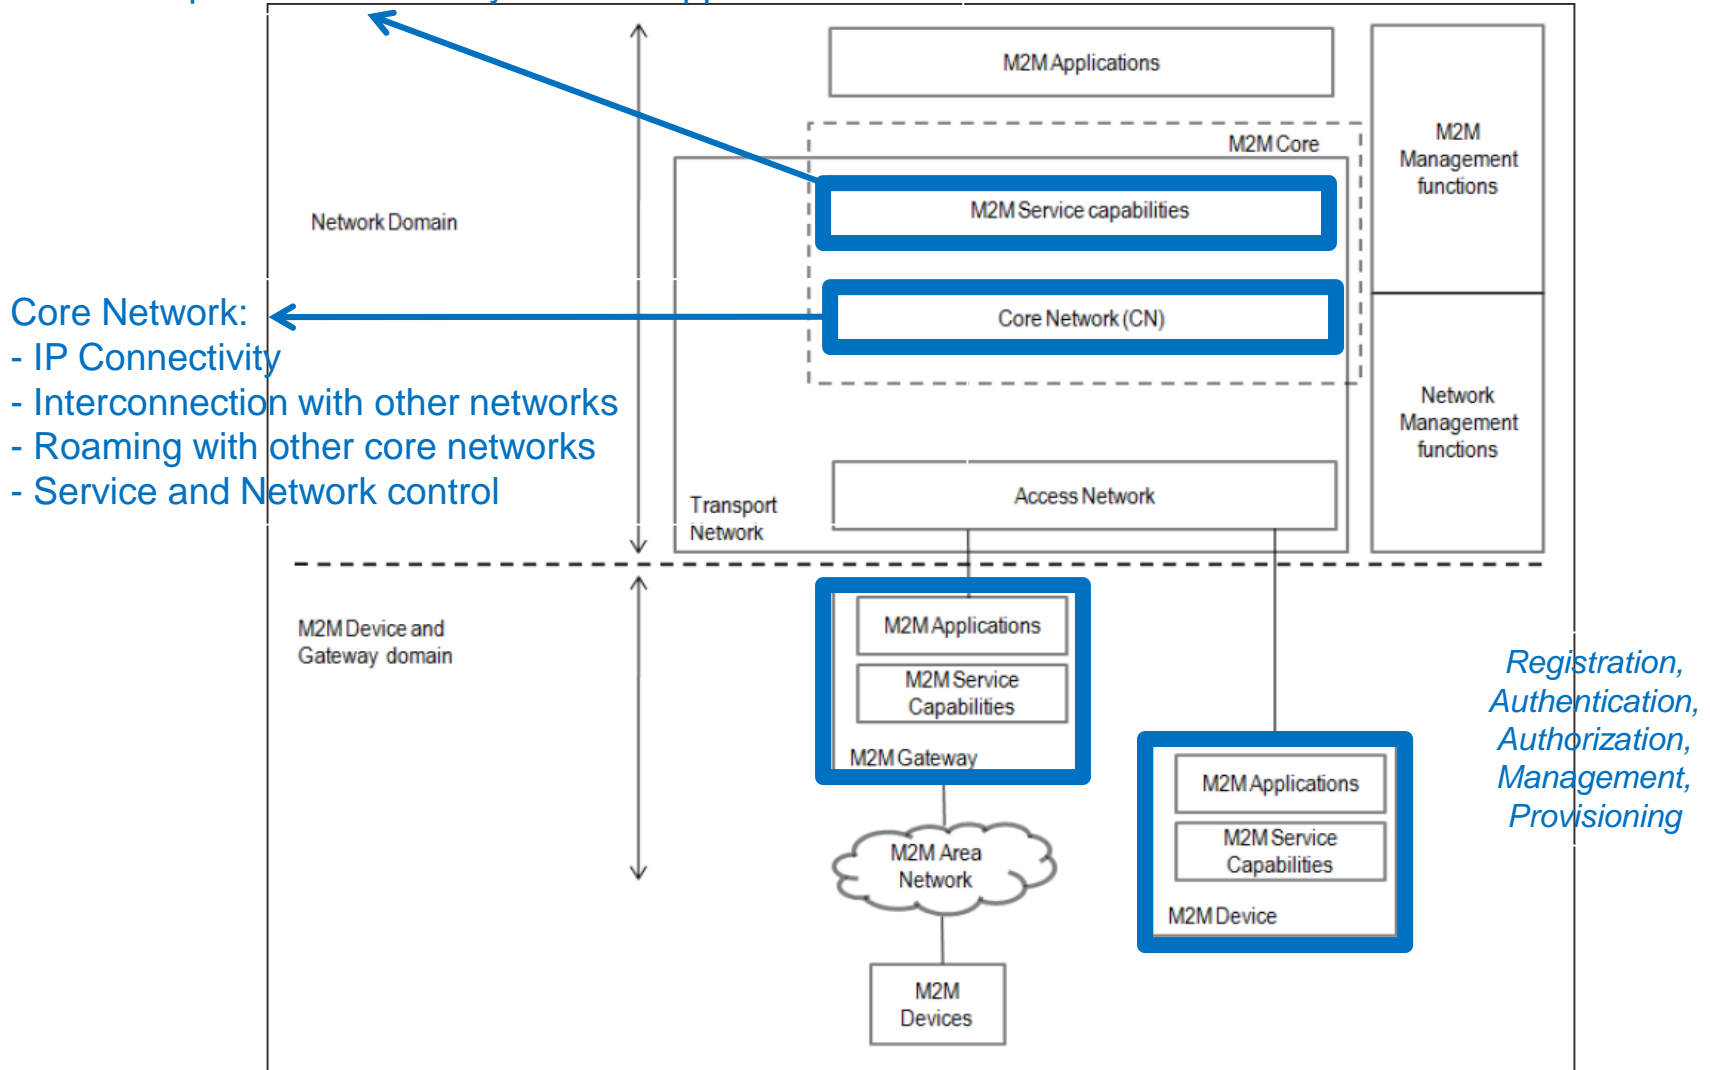 M2M Applications
M2M Core
M2M
Management
functions
M2M Service capabilities
Network Domain
Core Network:
- IP Connectivity
- Interconnection with other networks
- Roaming with other core networks
- Service and Network control
Core Network (CN)
Network
Management
functions
Access Network
Transport
Network
M2M Device and
Gateway domain
M2M Applications
M2M Service
Capabilities
M2M Gateway
M2M Area
Network
M2M
Devices
M2M Applications
M2M Service
Capabilities
M2M Device
Registration,
Authentication,
Authorization,
Management,
Provisioning